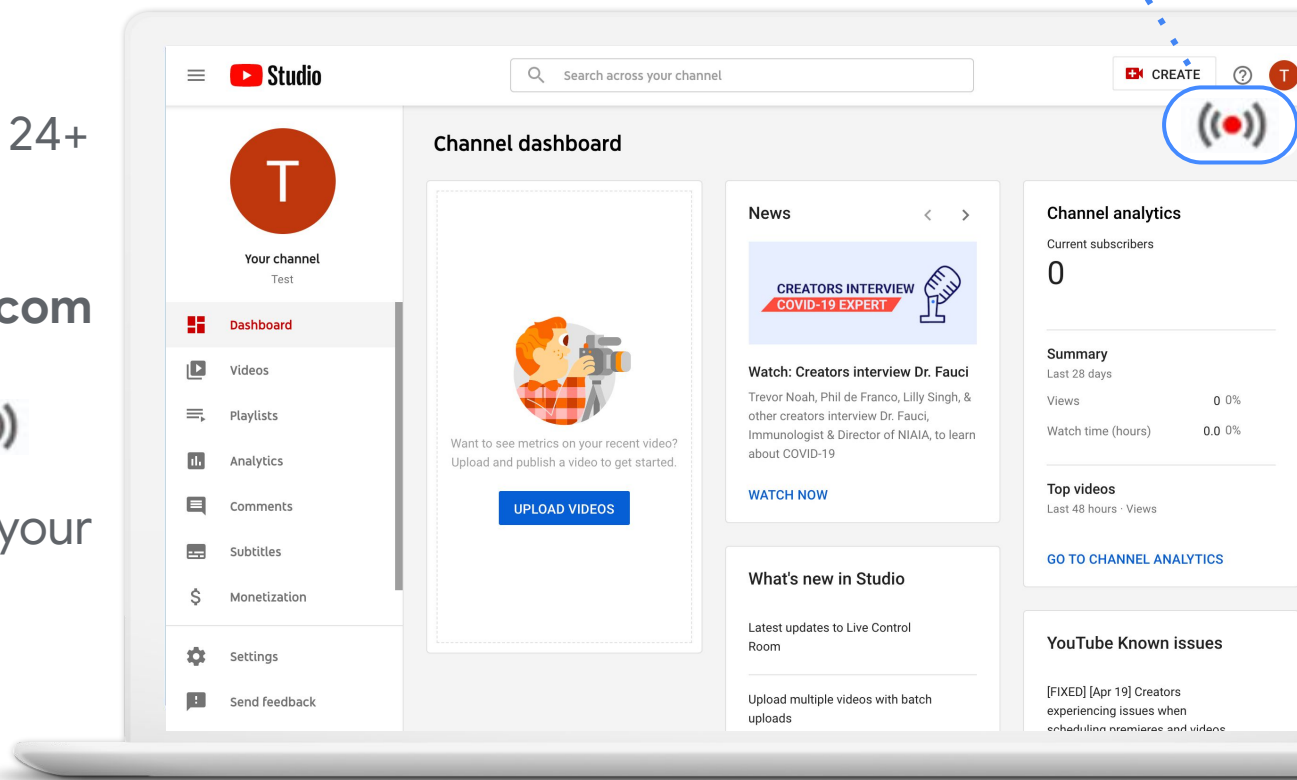 24+
com
your
Studio
Search across your channel
CREATE
T
T
Your channel
Test
Dashboard
Videos
Playlists
Analytics
Comments
Subtitles
Monetization
Settings
Send feedback
Channel dashboard
Want to see metrics on your recent video?
Upload and publish a video to get started.
UPLOAD VIDEOS
News
CREATORS INTERVIEW
COVID-19 EXPERT
Watch: Creators interview Dr. Fauci
Trevor Noah, Phil de Franco, Lilly Singh, &
other creators interview Dr. Fauci,
Immunologist & Director of NIAIA, to learn
about COVID-19
WATCH NOW
What's new in Studio
Latest updates to Live Control
Room
Upload multiple videos with batch
uploads
Channel analytics
Current subscribers
0
Summary
Last 28 days
Views 0 0%
Watch time (hours) 0.0 0%
Top videos
Last 48 hours · Views
GO TO CHANNEL ANALYTICS
YouTube Known issues
[FIXED] [Apr 19] Creators
experiencing issues when
scheduling premieres and videos